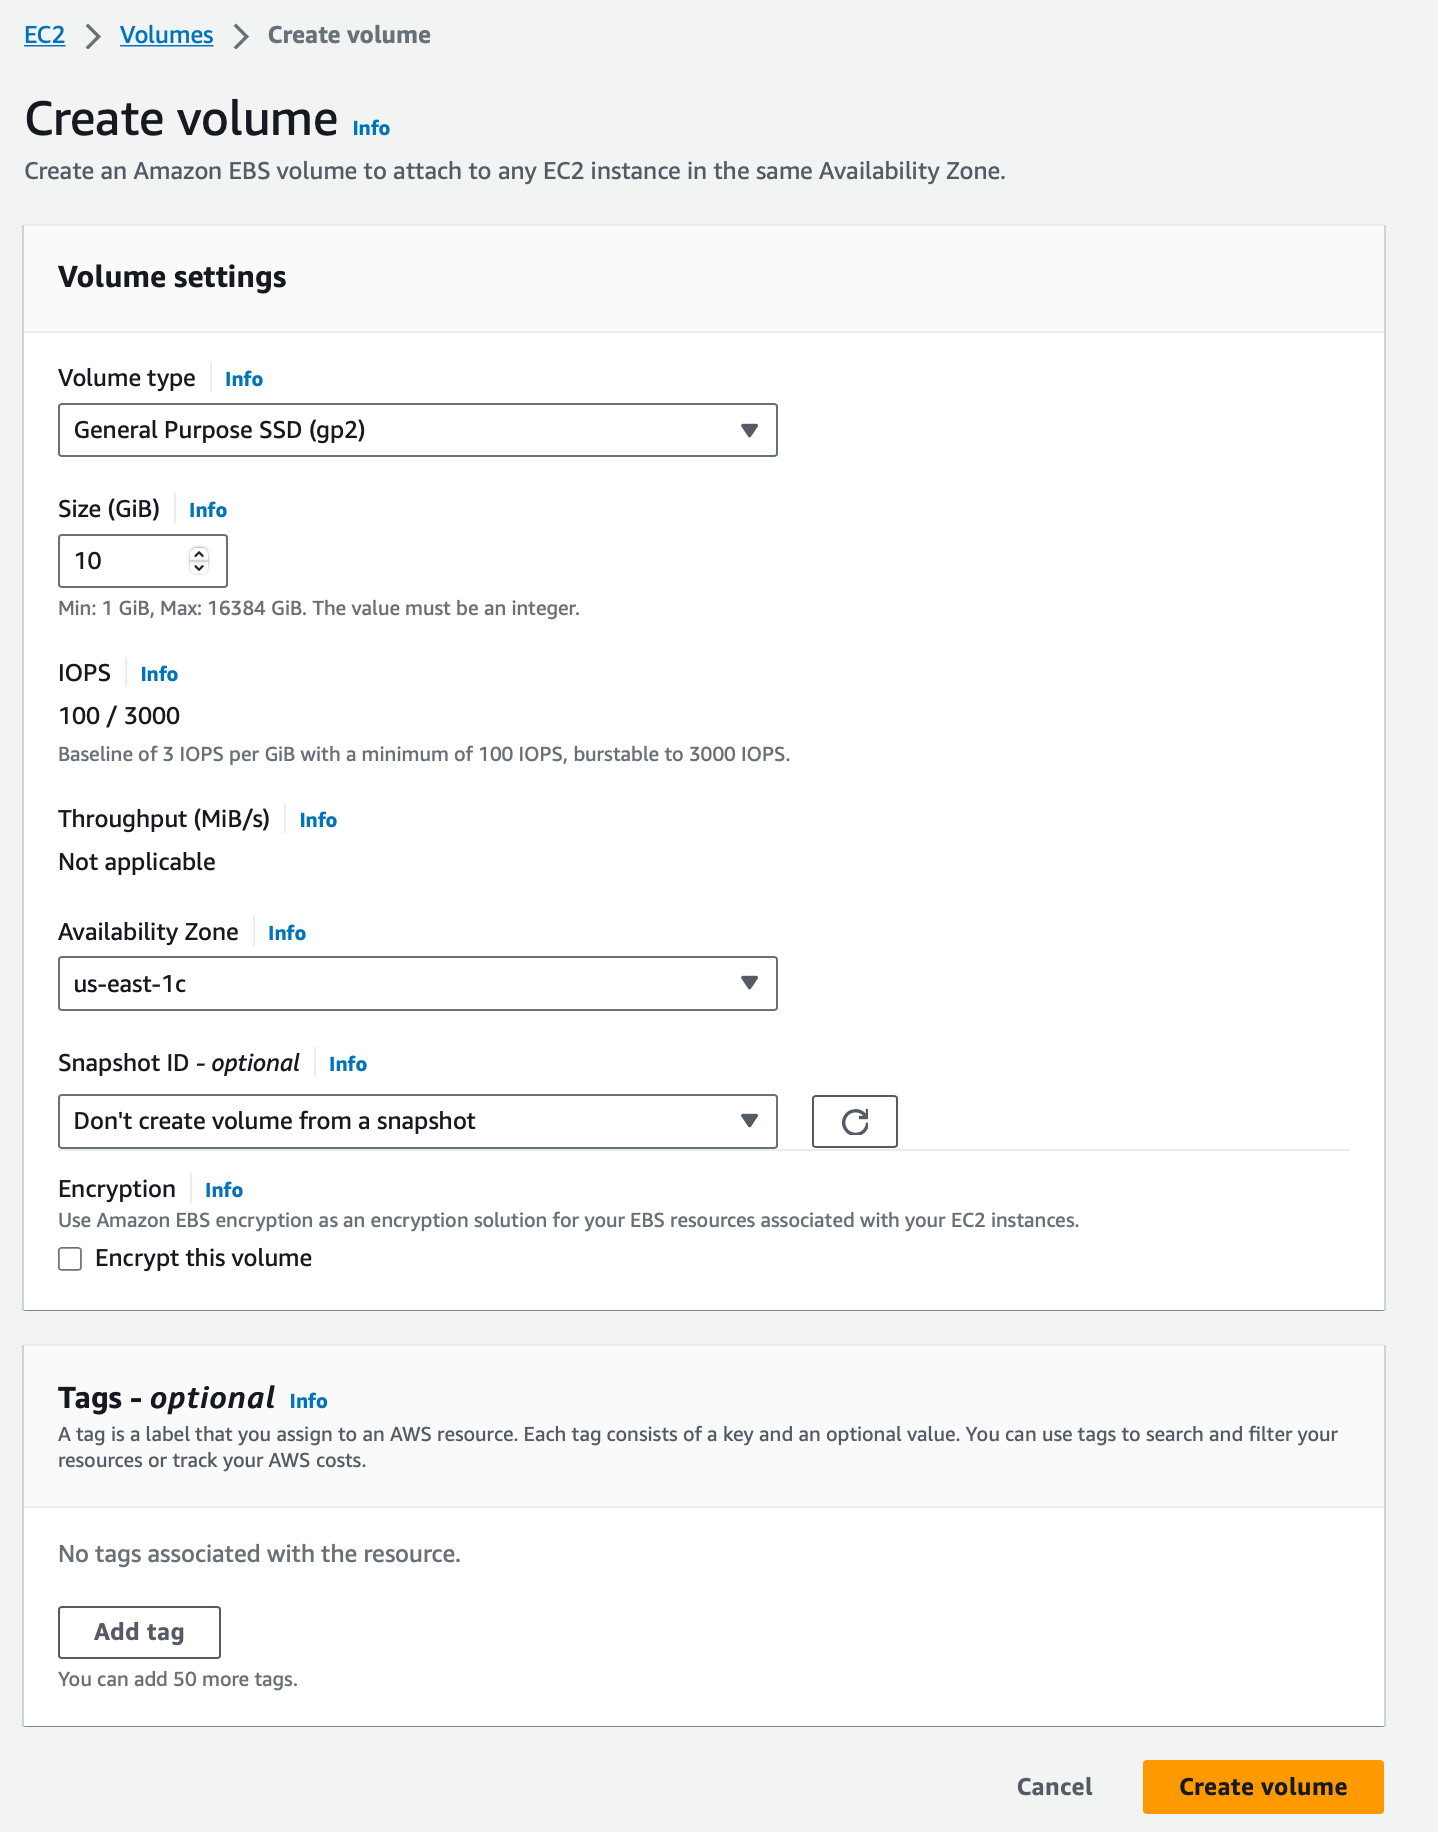 EC2 Volumes Create volume
Create volume Info
Create an Amazon EBS volume to attach to any EC2 instance in the same Availability Zone.
Volume settings
Volume type Info
General Purpose SSD (gp2)
Size (GiB) Info
10
Min: 1 GiB, Max: 16384 GiB. The value must be an integer.
IOPS Info
100 / 3000
Baseline of 3 IOPS per GiB with a minimum of 100 IOPS, burstable to 3000 IOPS.
Throughput (MiB/s) Info
Not applicable
Availability Zone Info
us-east-1c
Snapshot ID - optional Info
Don't create volume from a snapshot
Encryption Info
Use Amazon EBS encryption as an encryption solution for your EBS resources associated with your EC2 instances.
Encrypt this volume
Tags - optional Info
A tag is a label that you assign to an AWS resource. Each tag consists of a key and an optional value. You can use tags to search and filter your
resources or track your AWS costs.
No tags associated with the resource.
Add tag
You can add 50 more tags.
Cancel Create volume